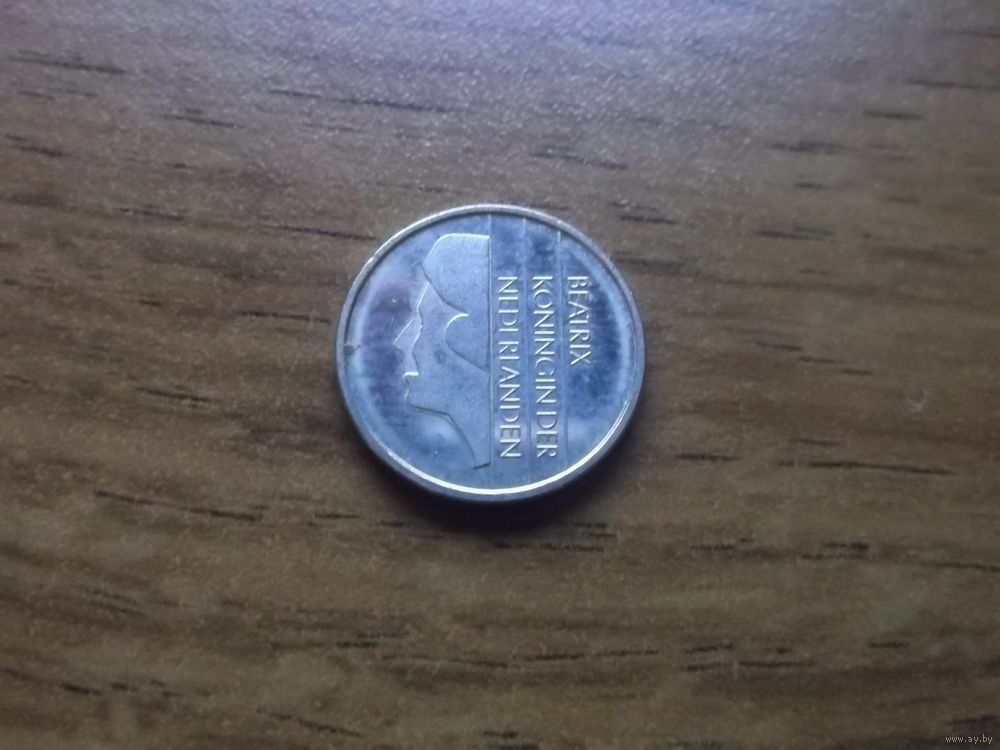 BEATRIX
KONINGIN DER
NEDERLANDEN
www.ay.by